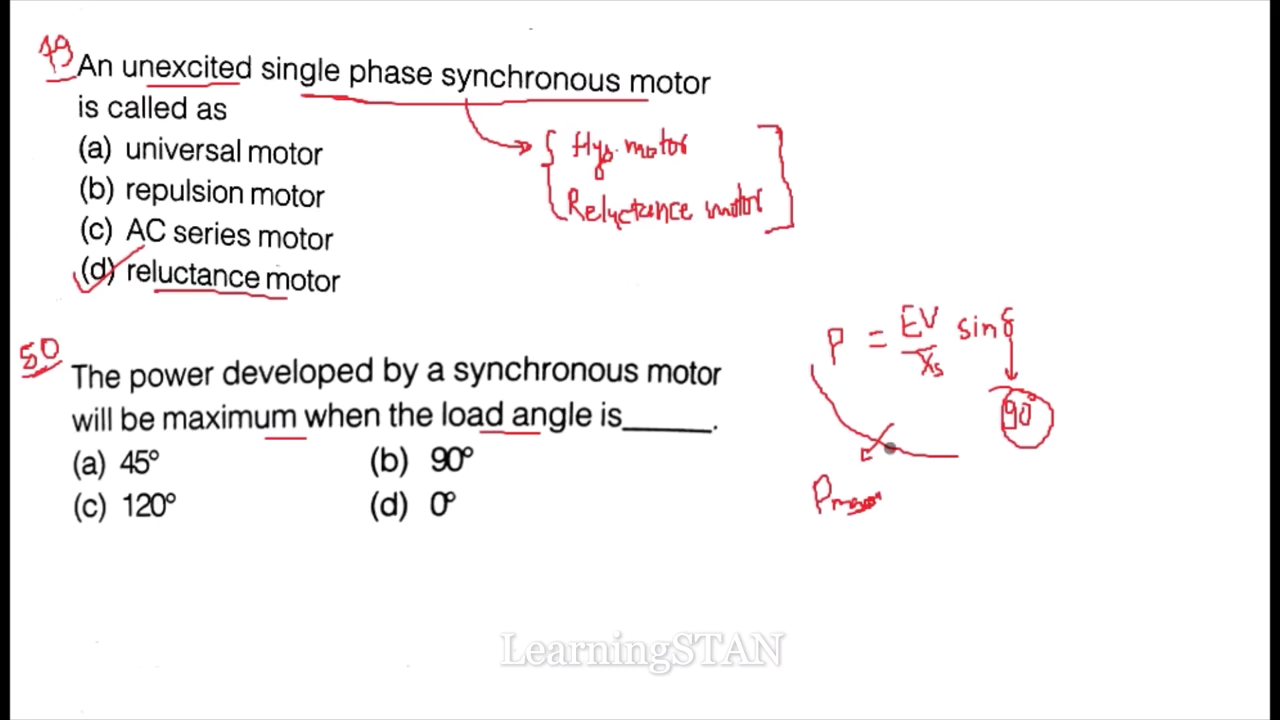 49
An unexcited single phase synchronous motor
is called as
(a) universal motor
(b) repulsion motor
(c) AC series motor
(d) reluctance motor
Hys. motor
Reluctance motor
50
The power developed by a synchronous motor
will be maximum when the load angle is______.
(a) 45° (b) 90°
(c) 120° (d) 0°
P = EV/Xs sinδ
90°
Pmax
LearningSTAN